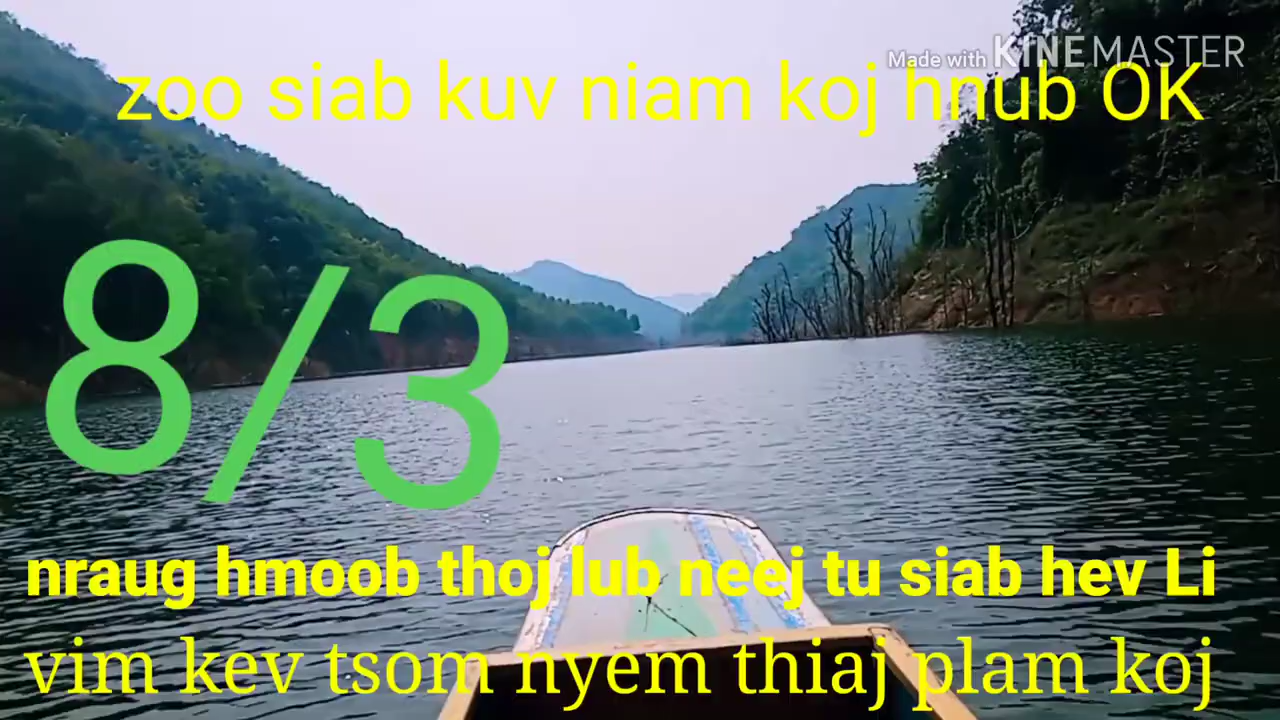 Made with KINEMASTER
zoo siab kuv niam koj hnub OK
8/3
nraug hmoob thoj lub neej tu siab hev Li
vim kev tsom nyem thiaj plam koj